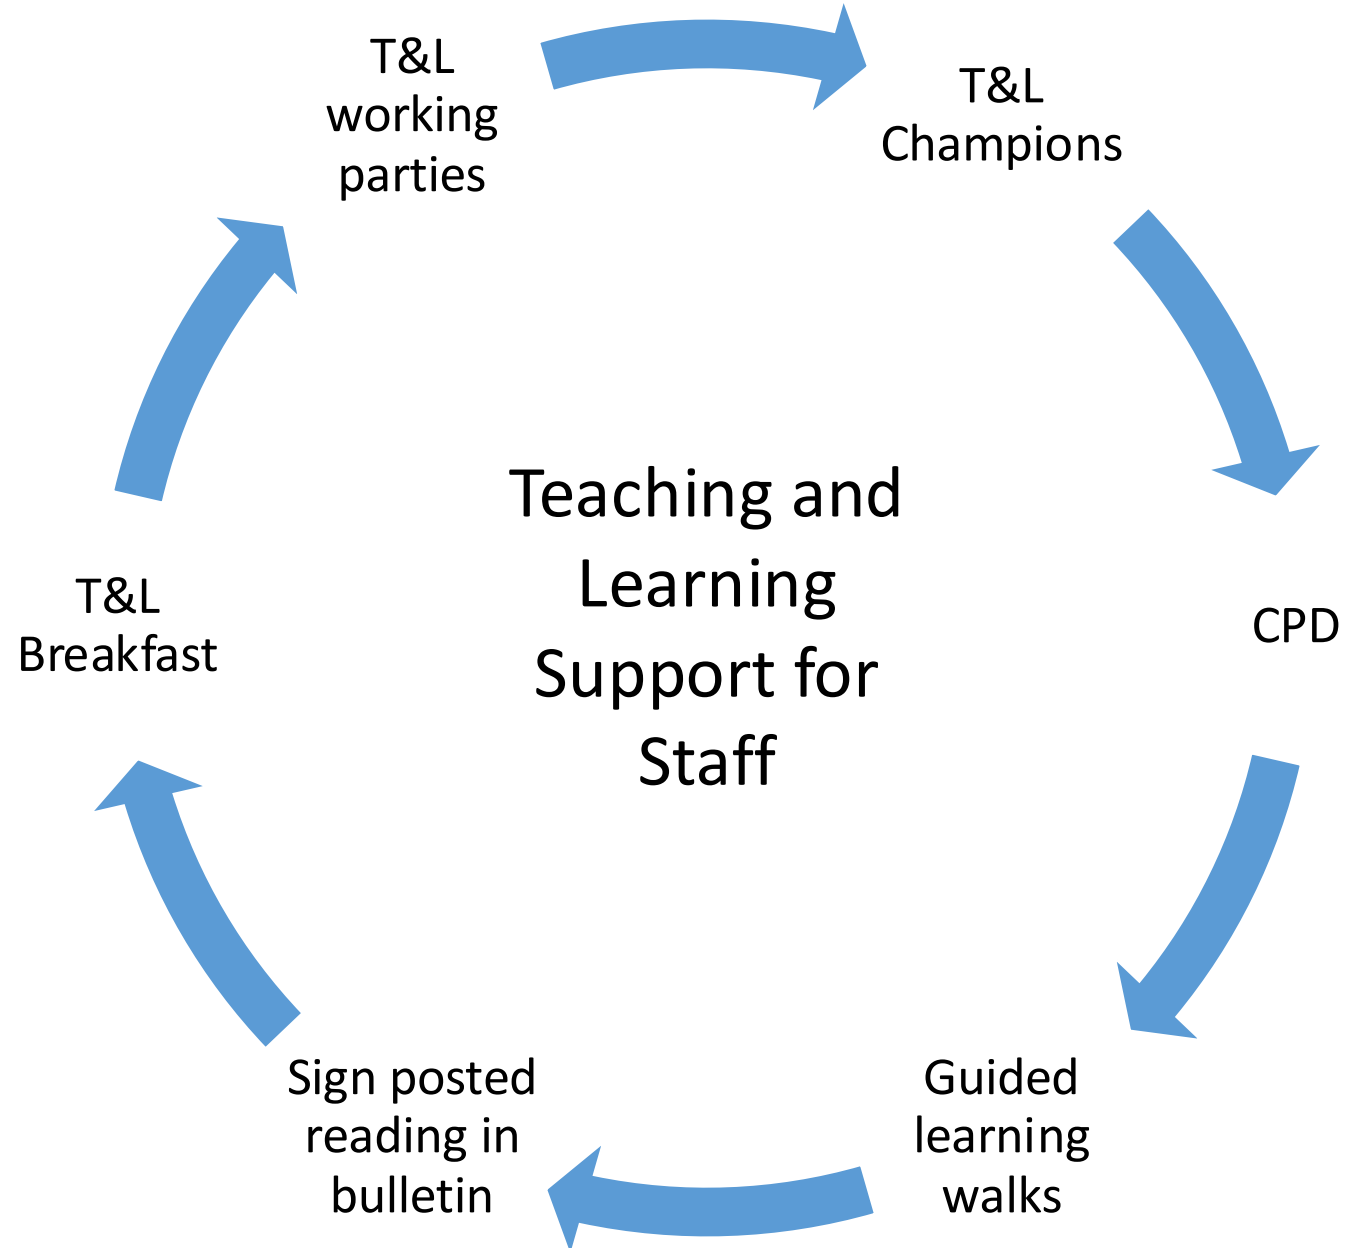 T&L
working
parties
T&L
Champions
CPD
Guided
learning
walks
Sign posted
reading in
bulletin
T&L
Breakfast
Teaching and
Learning
Support for
Staff